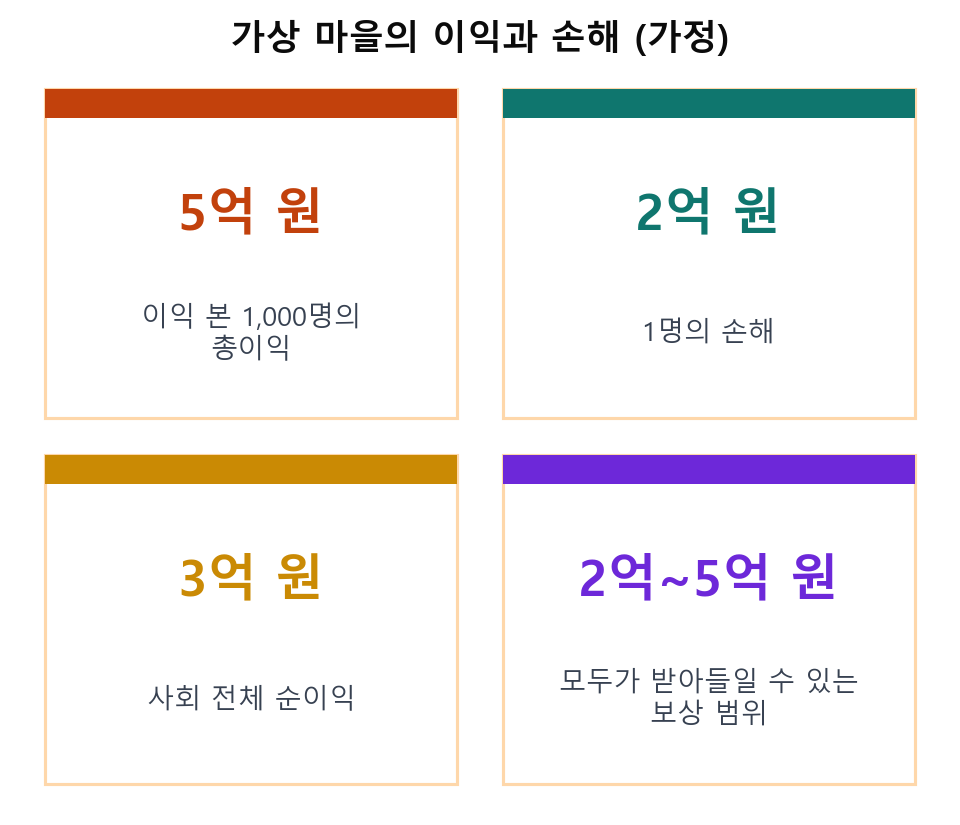 가상 마을의 이익과 손해 (가정)
5억 원
이익 본 1,000명의
총이익
2억 원
1명의 손해
3억 원
사회 전체 순이익
2억~5억 원
모두가 받아들일 수 있는
보상 범위